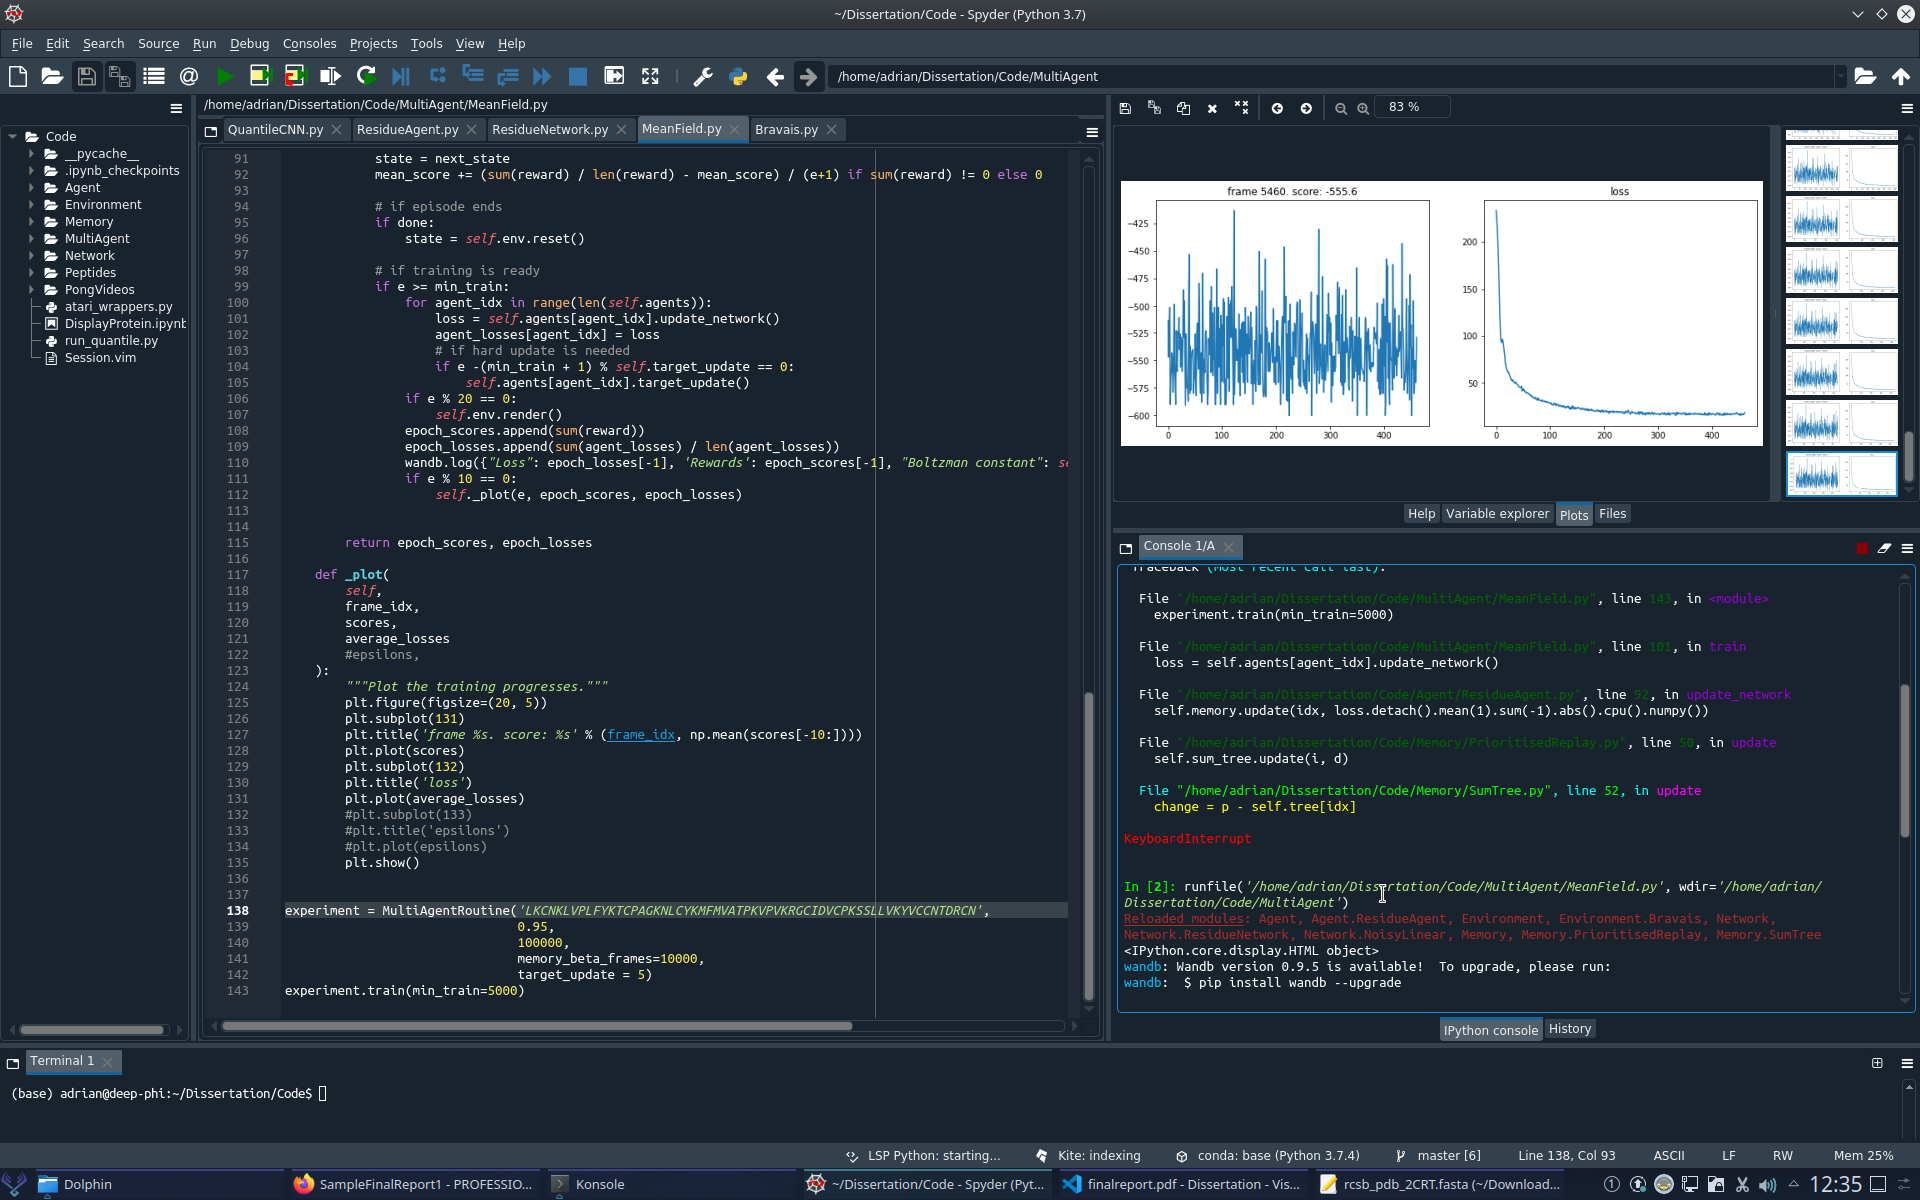 ~/Dissertation/Code - Spyder (Python 3.7)
File Edit Search Source Run Debug Consoles Projects Tools View Help
/home/adrian/Dissertation/Code/MultiAgent
/home/adrian/Dissertation/Code/MultiAgent/MeanField.py
Code
__pycache__
.ipynb_checkpoints
Agent
Environment
Memory
MultiAgent
Network
Peptides
PongVideos
atari_wrappers.py
DisplayProtein.ipynb
run_quantile.py
Session.vim
QuantileCNN.py ResidueAgent.py ResidueNetwork.py MeanField.py Bravais.py
91 state = next_state
92 mean_score += (sum(reward) / len(reward) - mean_score) / (e+1) if sum(reward) != 0 else 0
93
94 # if episode ends
95 if done:
96 state = self.env.reset()
97
98 # if training is ready
99 if e >= min_train:
100 for agent_idx in range(len(self.agents)):
101 loss = self.agents[agent_idx].update_network()
102 agent_losses[agent_idx] = loss
103 # if hard update is needed
104 if e -(min_train + 1) % self.target_update == 0:
105 self.agents[agent_idx].target_update()
106 if e % 20 == 0:
107 self.env.render()
108 epoch_scores.append(sum(reward))
109 epoch_losses.append(sum(agent_losses) / len(agent_losses))
110 wandb.log({"Loss": epoch_losses[-1], 'Rewards': epoch_scores[-1], "Boltzman constant": se
111 if e % 10 == 0:
112 self._plot(e, epoch_scores, epoch_losses)
113
114
115 return epoch_scores, epoch_losses
116
117 def _plot(
118 self,
119 frame_idx,
120 scores,
121 average_losses
122 #epsilons,
123 ):
124 """Plot the training progresses."""
125 plt.figure(figsize=(20, 5))
126 plt.subplot(131)
127 plt.title('frame %s. score: %s' % (frame_idx, np.mean(scores[-10:])))
128 plt.plot(scores)
129 plt.subplot(132)
130 plt.title('loss')
131 plt.plot(average_losses)
132 #plt.subplot(133)
133 #plt.title('epsilons')
134 #plt.plot(epsilons)
135 plt.show()
136
137
138 experiment = MultiAgentRoutine('LKCNKLVPLFYKTCPAGKNLCYKMFMVATPKVPVKRGCIDVCPKSSLLVKYVCCNTDRCN',
139 0.95,
140 100000,
141 memory_beta_frames=10000,
142 target_update = 5)
143 experiment.train(min_train=5000)
83 %
frame 5460. score: -555.6
−425
−450
−475
−500
−525
−550
−575
−600
0 100 200 300 400
loss
200
150
100
50
0 100 200 300 400
Help Variable explorer Plots Files
Console 1/A
Traceback (most recent call last):
File "/home/adrian/Dissertation/Code/MultiAgent/MeanField.py", line 143, in <module>
experiment.train(min_train=5000)
File "/home/adrian/Dissertation/Code/MultiAgent/MeanField.py", line 101, in train
loss = self.agents[agent_idx].update_network()
File "/home/adrian/Dissertation/Code/Agent/ResidueAgent.py", line 92, in update_network
self.memory.update(idx, loss.detach().mean(1).sum(-1).abs().cpu().numpy())
File "/home/adrian/Dissertation/Code/Memory/PrioritisedReplay.py", line 50, in update
self.sum_tree.update(i, d)
File "/home/adrian/Dissertation/Code/Memory/SumTree.py", line 52, in update
change = p - self.tree[idx]
KeyboardInterrupt
In [2]: runfile('/home/adrian/Dissertation/Code/MultiAgent/MeanField.py', wdir='/home/adrian/
Dissertation/Code/MultiAgent')
Reloaded modules: Agent, Agent.ResidueAgent, Environment, Environment.Bravais, Network,
Network.ResidueNetwork, Network.NoisyLinear, Memory, Memory.PrioritisedReplay, Memory.SumTree
<IPython.core.display.HTML object>
wandb: Wandb version 0.9.5 is available! To upgrade, please run:
wandb: $ pip install wandb --upgrade
IPython console History
Terminal 1
(base) adrian@deep-phi:~/Dissertation/Code$
LSP Python: starting... Kite: indexing conda: base (Python 3.7.4) master [6] Line 138, Col 93 ASCII LF RW Mem 25%
Dolphin SampleFinalReport1 - PROFESSIO... Konsole ~/Dissertation/Code - Spyder (Pyt... finalreport.pdf - Dissertation - Vis... rcsb_pdb_2CRT.fasta (~/Download... 12:35